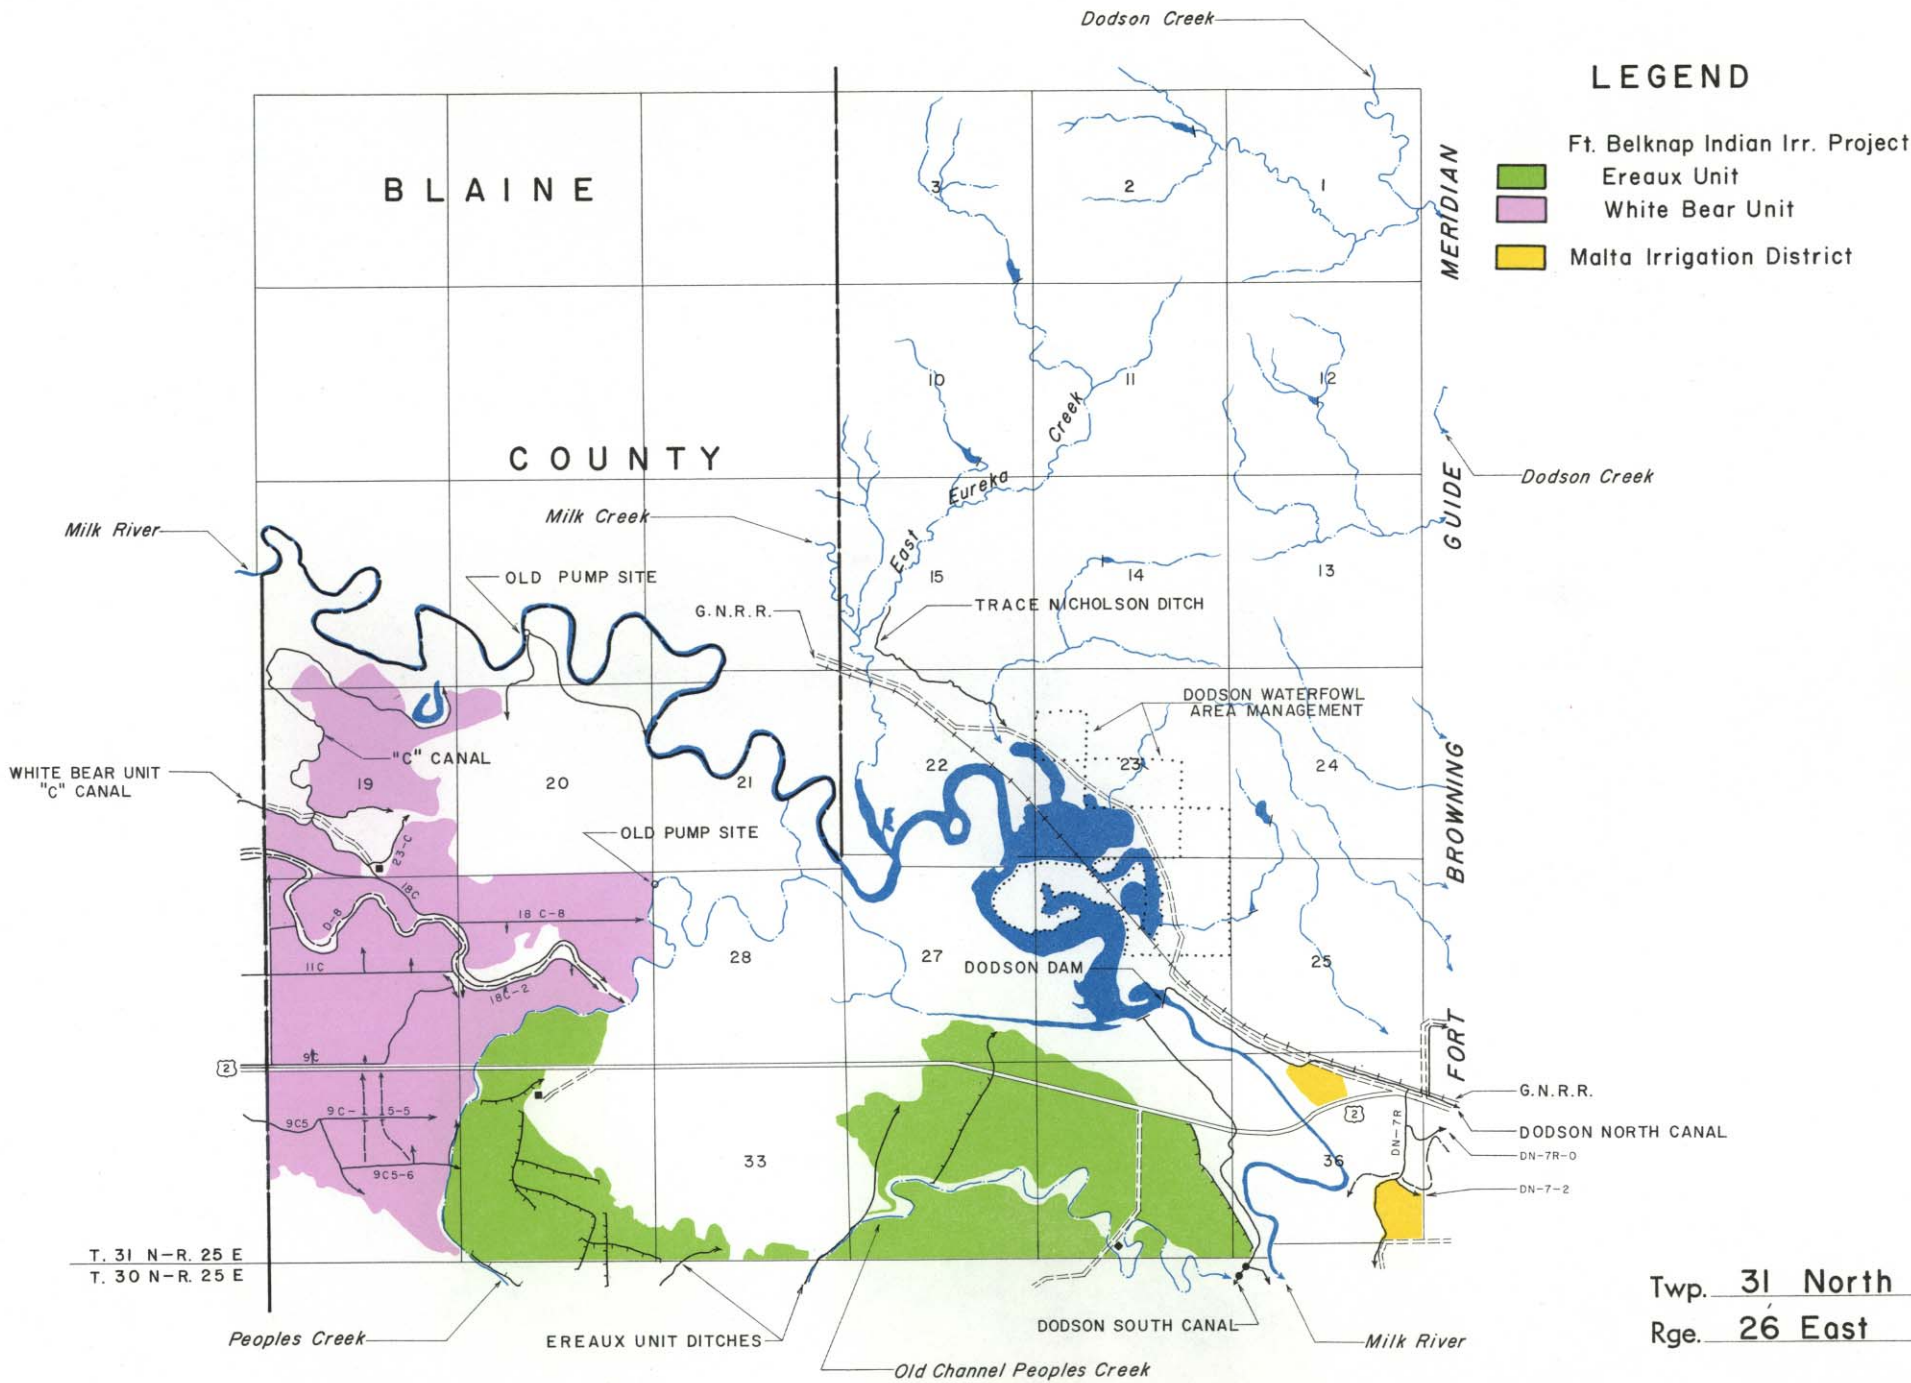 Dodson Creek
LEGEND
Ft. Belknap Indian Irr. Project
Ereaux Unit
White Bear Unit
Malta Irrigation District
BLAINE
3
2
1
MERIDIAN
10
11
12
COUNTY
East Eureka Creek
Dodson Creek
GUIDE
Milk River
Milk Creek
OLD PUMP SITE
15
14
13
G.N.R.R.
TRACE NICHOLSON DITCH
DODSON WATERFOWL
AREA MANAGEMENT
"C" CANAL
WHITE BEAR UNIT
"C" CANAL
19
20
21
22
23
24
BROWNING
OLD PUMP SITE
23-C
18C
D-8
18 C-8
11C
18C-2
28
27
DODSON DAM
25
FORT
9C
2
G.N.R.R.
2
DODSON NORTH CANAL
DN-7R
DN-7R-0
DN-7-2
9C5
9C-15-5
9C5-6
33
36
T. 31 N-R. 25 E
T. 30 N-R. 25 E
Peoples Creek
EREAUX UNIT DITCHES
DODSON SOUTH CANAL
Milk River
Old Channel Peoples Creek
Twp. 31 North
Rge. 26 East